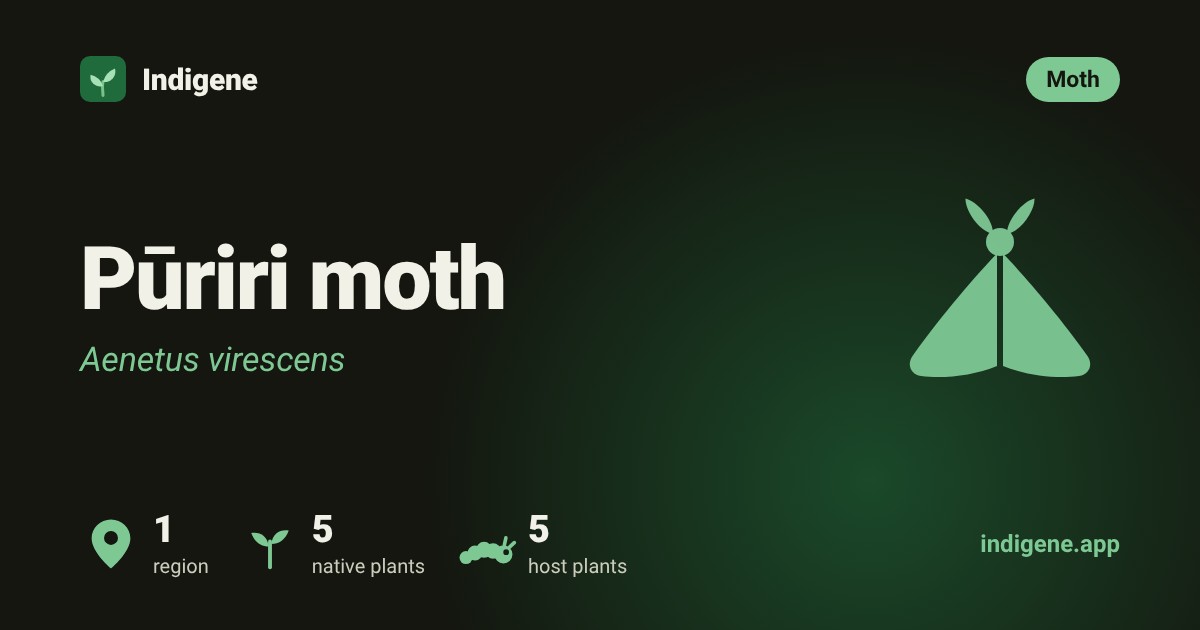 Indigene
Moth
Pūriri moth
Aenetus virescens
1
region
5
native plants
5
host plants
indigene.app